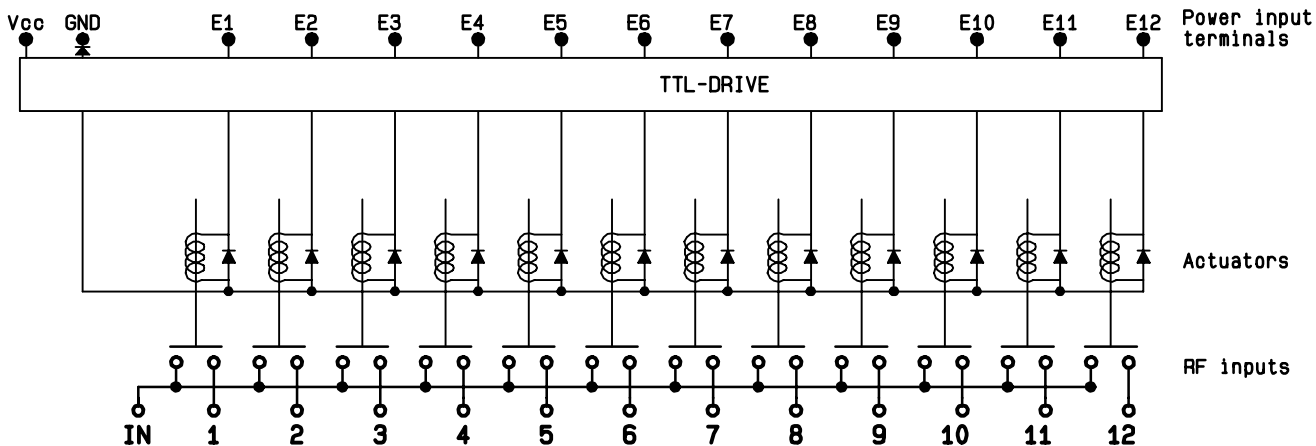 Vcc GND E1 E2 E3 E4 E5 E6 E7 E8 E9 E10 E11 E12 Power input
terminals
TTL-DRIVE
Actuators
RF inputs
IN 1 2 3 4 5 6 7 8 9 10 11 12